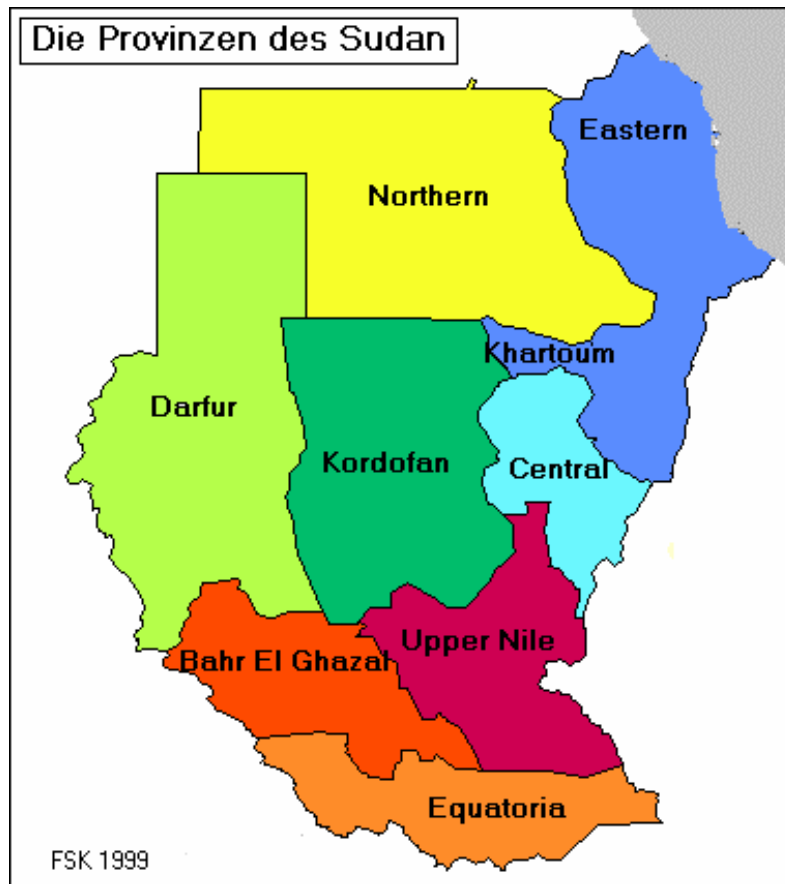 Die Provinzen des Sudan
Eastern
Northern
Khartoum
Darfur
Kordofan
Central
Upper Nile
Bahr El Ghazal
Equatoria
FSK 1999